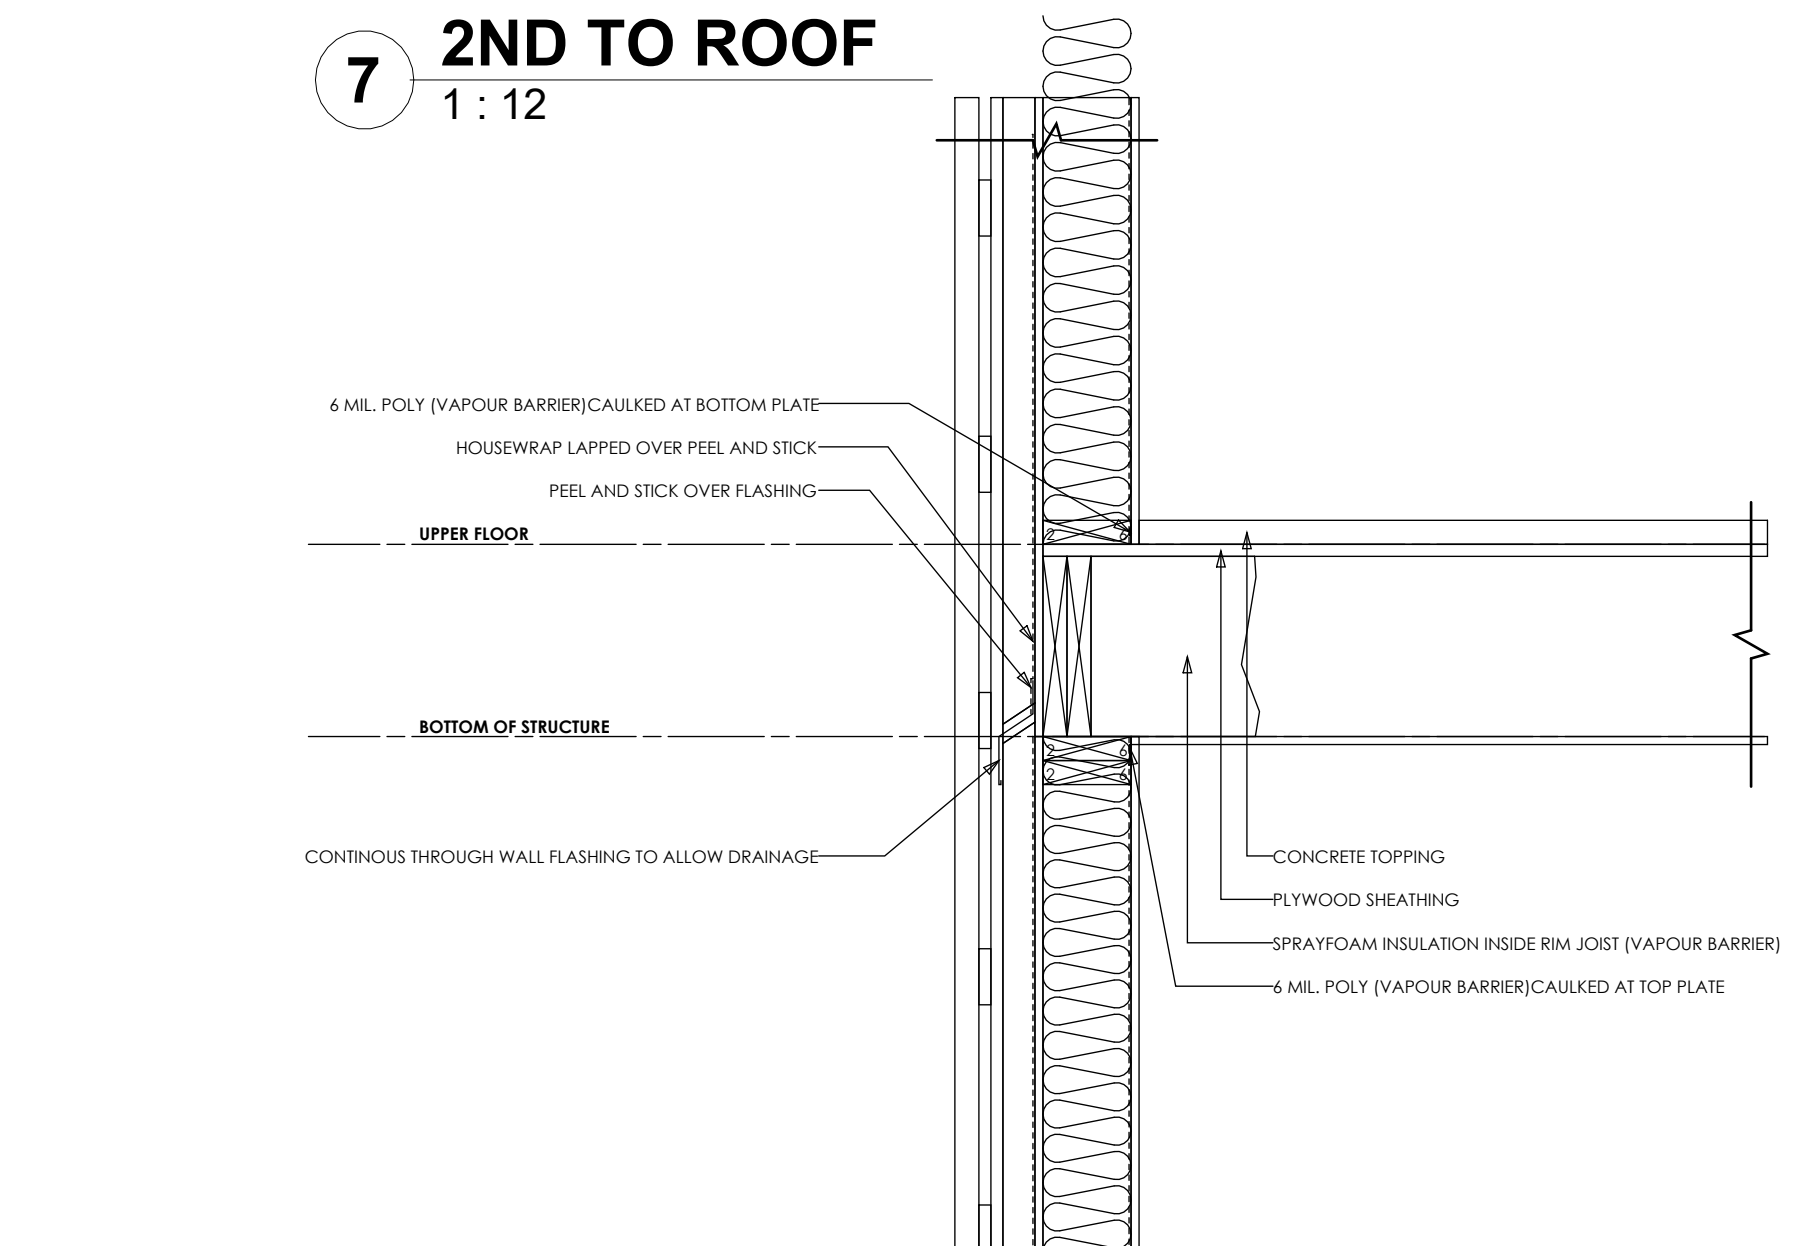 7
2ND TO ROOF
1 : 12
6 MIL. POLY (VAPOUR BARRIER)CAULKED AT BOTTOM PLATE
HOUSEWRAP LAPPED OVER PEEL AND STICK
PEEL AND STICK OVER FLASHING
UPPER FLOOR
2 6
BOTTOM OF STRUCTURE
2 6
2 6
CONTINOUS THROUGH WALL FLASHING TO ALLOW DRAINAGE
CONCRETE TOPPING
PLYWOOD SHEATHING
SPRAYFOAM INSULATION INSIDE RIM JOIST (VAPOUR BARRIER)
6 MIL. POLY (VAPOUR BARRIER)CAULKED AT TOP PLATE